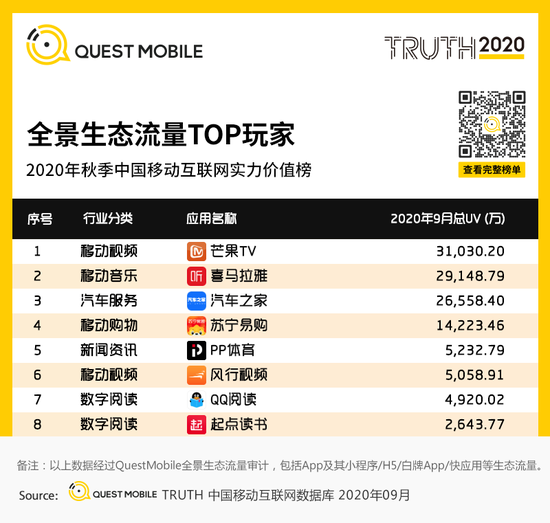 QUEST MOBILE
TRUTH 2020
全景生态流量TOP玩家
2020年秋季中国移动互联网实力价值榜
查看完整榜单
序号 行业分类 应用名称 2020年9月总UV (万)
1 移动视频 芒果TV 31,030.20
2 移动音乐 听 喜马拉雅 29,148.79
3 汽车服务 汽车之家 汽车之家 26,558.40
4 移动购物 苏宁易购 14,223.46
5 新闻资讯 PP体育 5,232.79
6 移动视频 风行视频 5,058.91
7 数字阅读 QQ阅读 4,920.02
8 数字阅读 起 起点读书 2,643.77
备注：以上数据经过QuestMobile全景生态流量审计，包括App及其小程序/H5/白牌App/快应用等生态流量。
Source: QUEST MOBILE TRUTH 中国移动互联网数据库 2020年09月